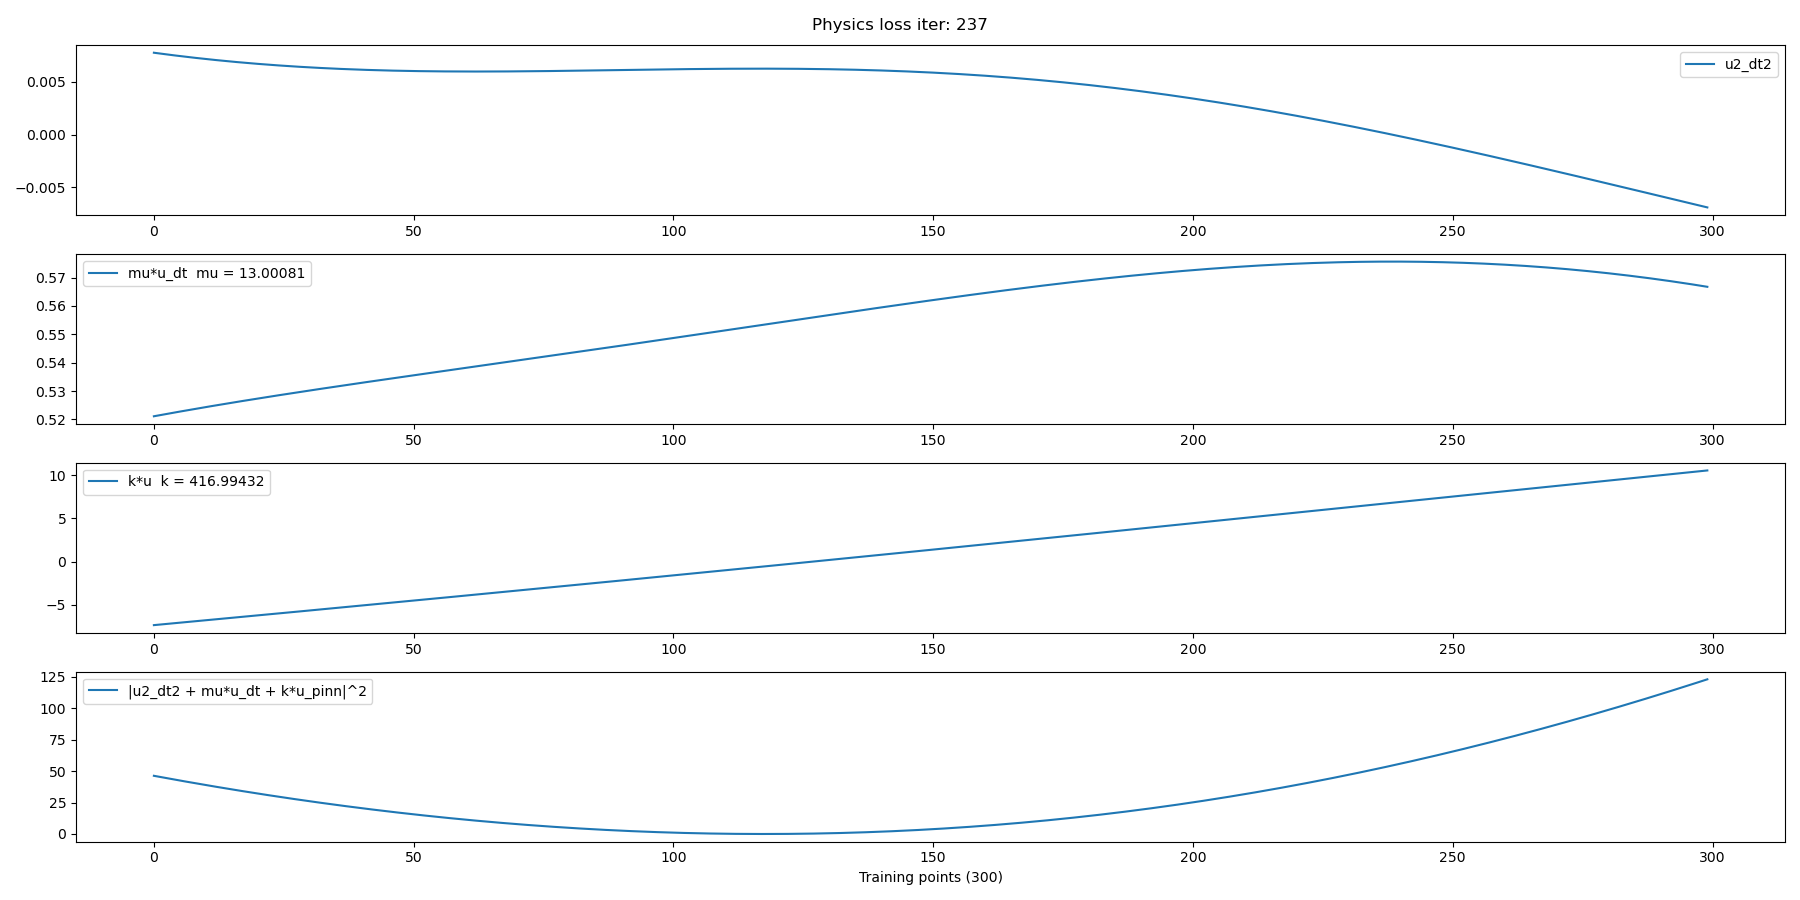 Physics loss iter: 237
0.005
0.000
−0.005
u2_dt2
0 50 100 150 200 250 300
0.57
0.56
0.55
0.54
0.53
0.52
mu*u_dt  mu = 13.00081
0 50 100 150 200 250 300
10
5
0
−5
k*u  k = 416.99432
0 50 100 150 200 250 300
125
100
75
50
25
0
|u2_dt2 + mu*u_dt + k*u_pinn|^2
0 50 100 150 200 250 300
Training points (300)